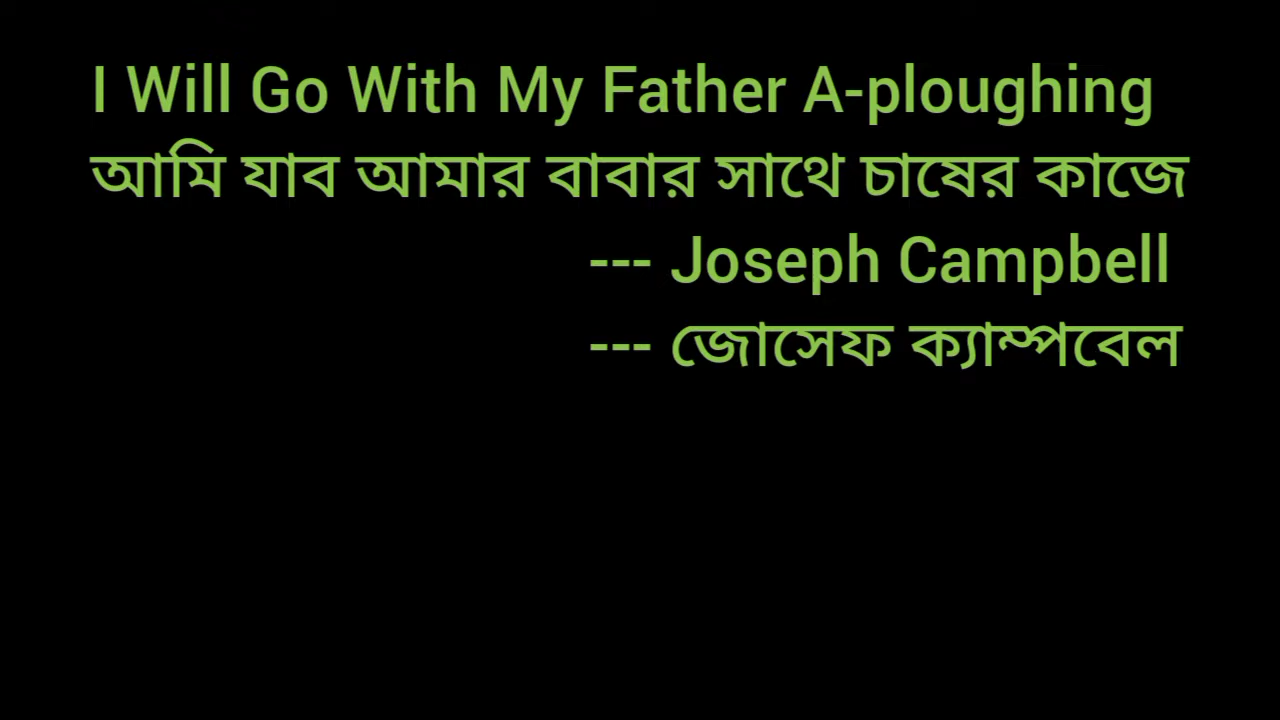 I Will Go With My Father A-ploughing
আমি যাব আমার বাবার সাথে চাষের কাজে
--- Joseph Campbell
--- জোসেফ ক্যাম্পবেল